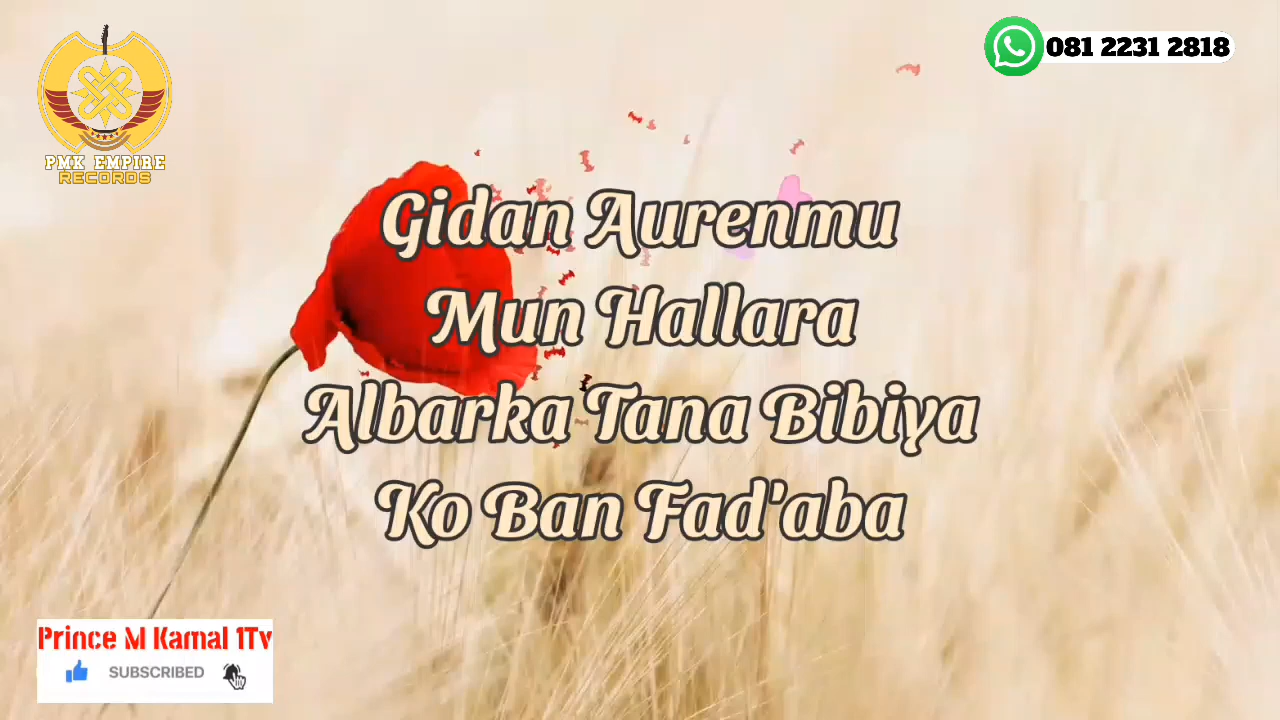 PMK EMPIRE
RECORDS
081 2231 2818
Gidan Aurenmu
Mun Hallara
Albarka Tana Bibiya
Ko Ban Fad'aba
Prince M Kamal 1Tv
SUBSCRIBED